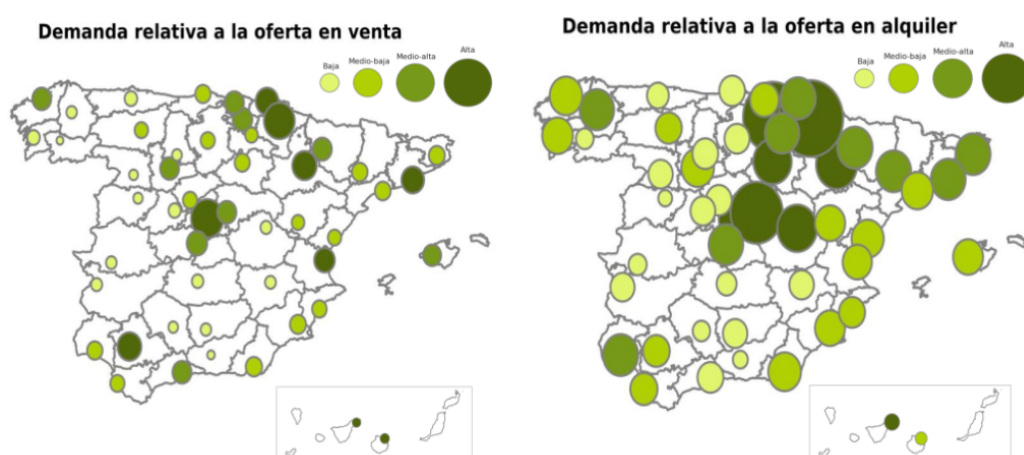 Demanda relativa a la oferta en venta
Baja
Medio-baja
Medio-alta
Alta
Demanda relativa a la oferta en alquiler
Baja
Medio-baja
Medio-alta
Alta